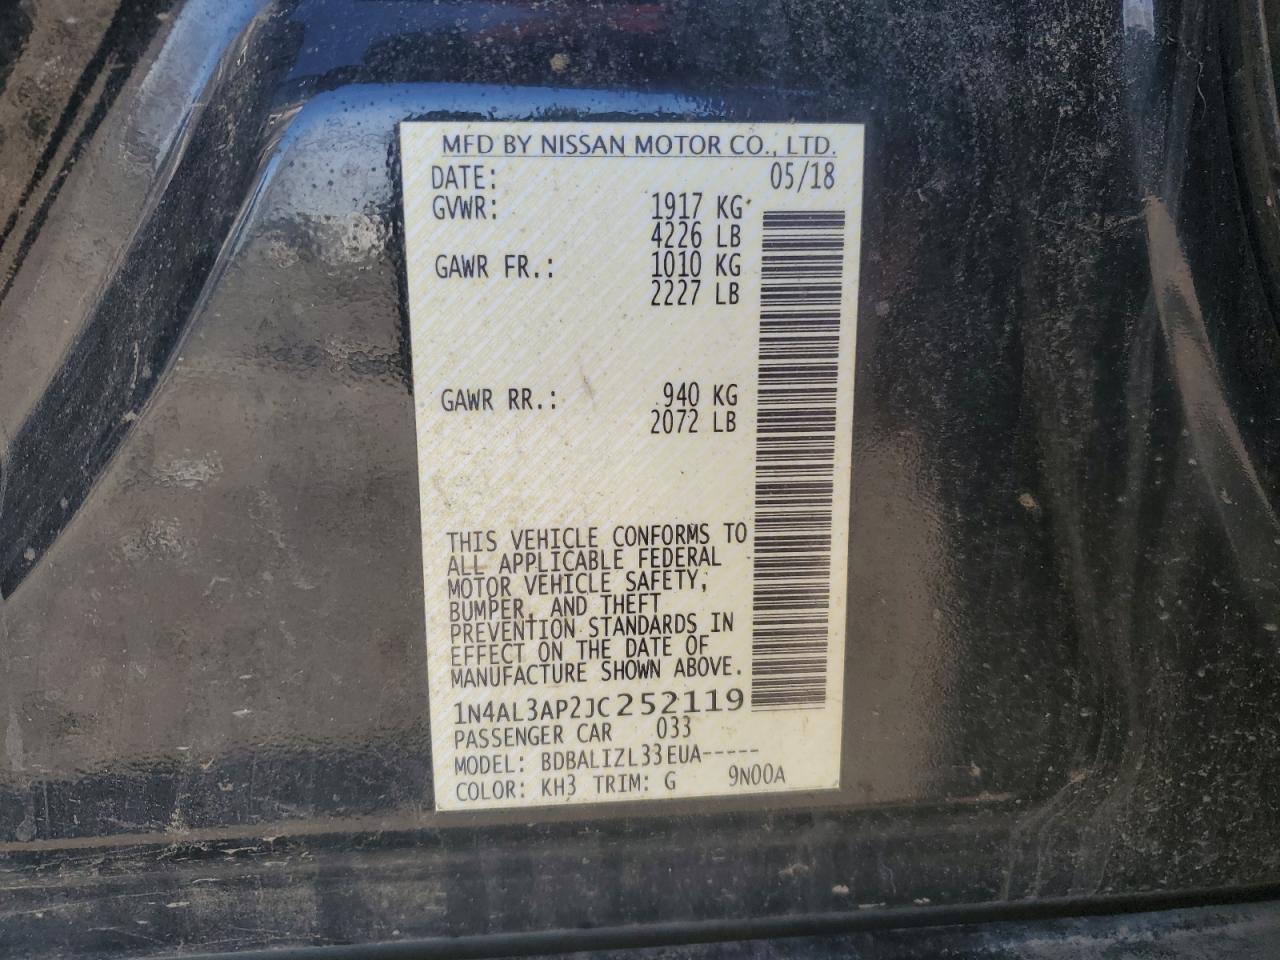 MFD BY NISSAN MOTOR CO., LTD.
DATE: 05/18
GVWR: 1917 KG
4226 LB
GAWR FR.: 1010 KG
2227 LB
GAWR RR.: 940 KG
2072 LB
THIS VEHICLE CONFORMS TO
ALL APPLICABLE FEDERAL
MOTOR VEHICLE SAFETY,
BUMPER, AND THEFT
PREVENTION STANDARDS IN
EFFECT ON THE DATE OF
MANUFACTURE SHOWN ABOVE.
1N4AL3AP2JC252119
PASSENGER CAR 033
MODEL: BDBALIZL33EUA-----
COLOR: KH3 TRIM: G 9N00A